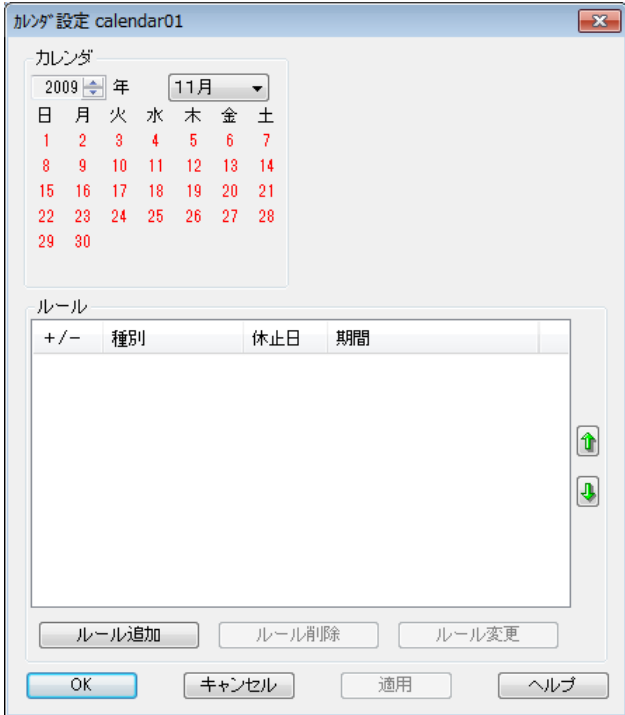 ｶﾚﾝﾀﾞ設定 calendar01
カレンダ
2009 年 11月
日 月 火 水 木 金 土
1 2 3 4 5 6 7
8 9 10 11 12 13 14
15 16 17 18 19 20 21
22 23 24 25 26 27 28
29 30
ルール
+/- 種別 休止日 期間
ルール追加 ルール削除 ルール変更
OK キャンセル 適用 ヘルプ